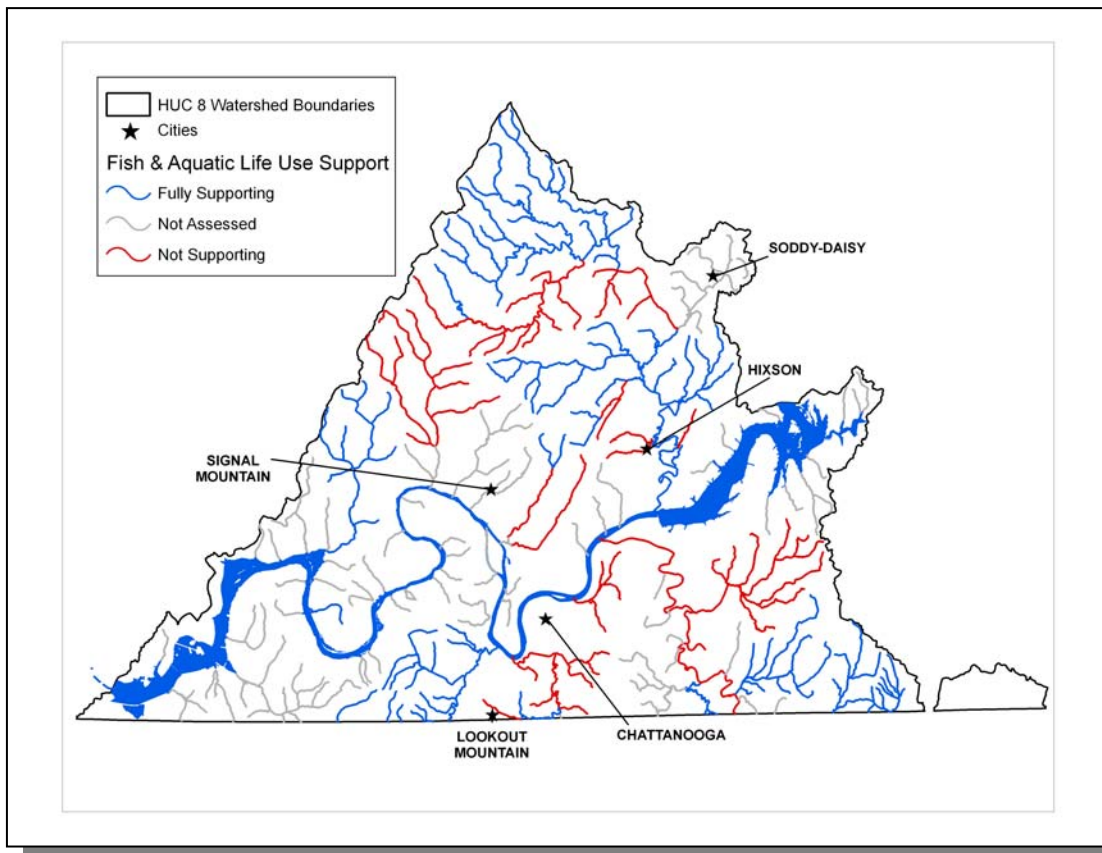 HUC 8 Watershed Boundaries
Cities
Fish & Aquatic Life Use Support
Fully Supporting
Not Assessed
Not Supporting
SODDY-DAISY
HIXSON
SIGNAL
MOUNTAIN
LOOKOUT
MOUNTAIN
CHATTANOOGA